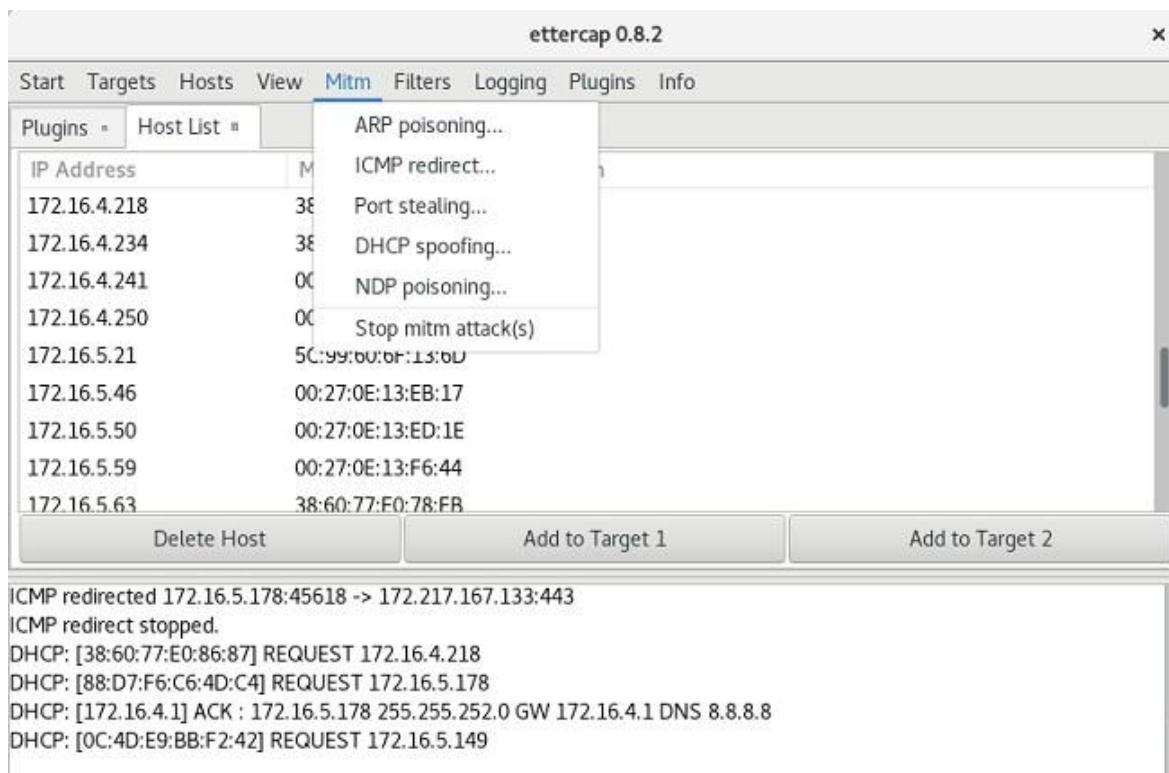 ettercap 0.8.2 ×
Start Targets Hosts View Mitm Filters Logging Plugins Info
Plugins Host List
ARP poisoning...
ICMP redirect...
Port stealing...
DHCP spoofing...
NDP poisoning...
Stop mitm attack(s)
IP Address
172.16.4.218 38
172.16.4.234 38
172.16.4.241 00
172.16.4.250 00
172.16.5.21 5C:99:60:6F:13:6D
172.16.5.46 00:27:0E:13:EB:17
172.16.5.50 00:27:0E:13:ED:1E
172.16.5.59 00:27:0E:13:F6:44
172.16.5.63 38:60:77:E0:78:EB
Delete Host Add to Target 1 Add to Target 2
ICMP redirected 172.16.5.178:45618 -> 172.217.167.133:443
ICMP redirect stopped.
DHCP: [38:60:77:E0:86:87] REQUEST 172.16.4.218
DHCP: [88:D7:F6:C6:4D:C4] REQUEST 172.16.5.178
DHCP: [172.16.4.1] ACK : 172.16.5.178 255.255.252.0 GW 172.16.4.1 DNS 8.8.8.8
DHCP: [0C:4D:E9:BB:F2:42] REQUEST 172.16.5.149